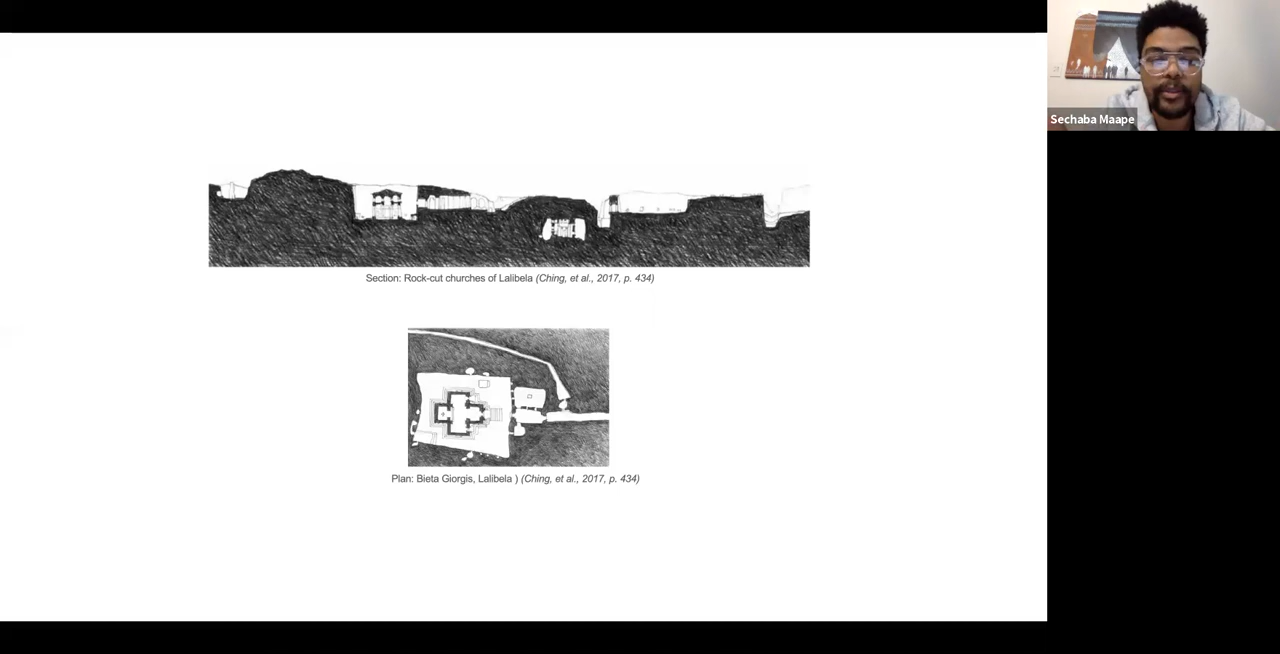 Sechaba Maape
Section: Rock-cut churches of Lalibela (Ching, et al., 2017, p. 434)
Plan: Bieta Giorgis, Lalibela ) (Ching, et al., 2017, p. 434)